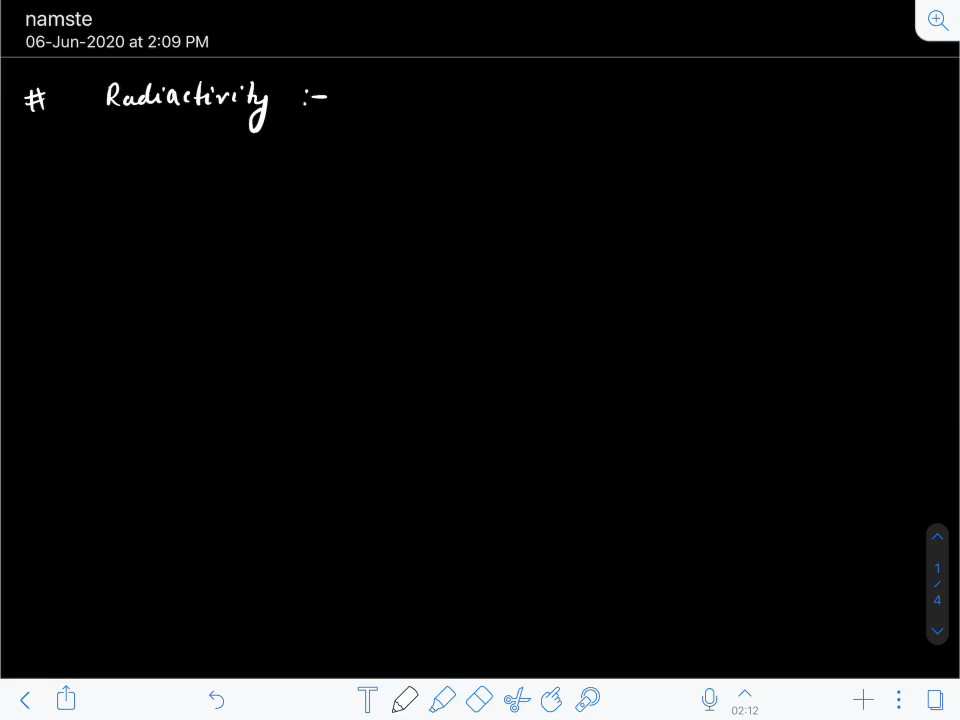 namste
06-Jun-2020 at 2:09 PM
# Radiactivity :-
1
/
4
T
02:12